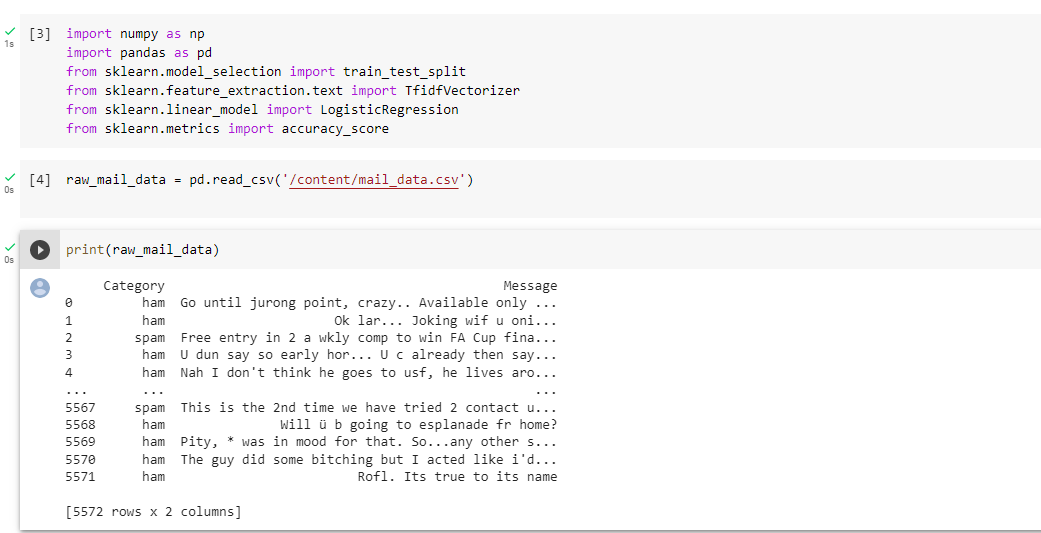 [3] import numpy as np
import pandas as pd
from sklearn.model_selection import train_test_split
from sklearn.feature_extraction.text import TfidfVectorizer
from sklearn.linear_model import LogisticRegression
from sklearn.metrics import accuracy_score
1s
[4] raw_mail_data = pd.read_csv('/content/mail_data.csv')
0s
print(raw_mail_data)
0s
Category Message
0 ham Go until jurong point, crazy.. Available only ...
1 ham Ok lar... Joking wif u oni...
2 spam Free entry in 2 a wkly comp to win FA Cup fina...
3 ham U dun say so early hor... U c already then say...
4 ham Nah I don't think he goes to usf, he lives aro...
... ... ...
5567 spam This is the 2nd time we have tried 2 contact u...
5568 ham Will ü b going to esplanade fr home?
5569 ham Pity, * was in mood for that. So...any other s...
5570 ham The guy did some bitching but I acted like i'd...
5571 ham Rofl. Its true to its name
[5572 rows x 2 columns]